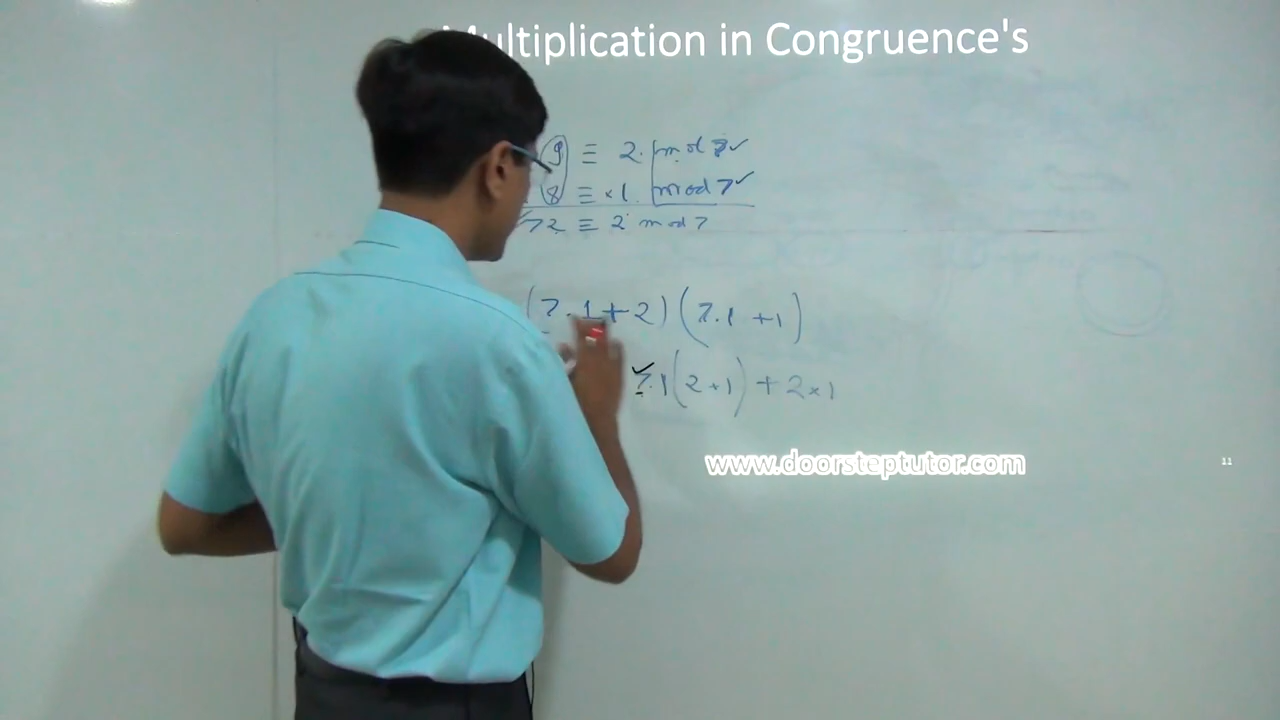 Multiplication in Congruence's
9 ≡ 2. mod 7 ✓
8 ≡ ×1. mod 7 ✓
72 ≡ 2 mod 7
(7.1+2)(7.1+1)
7.1(2+1)+2×1
www.doorsteptutor.com
11